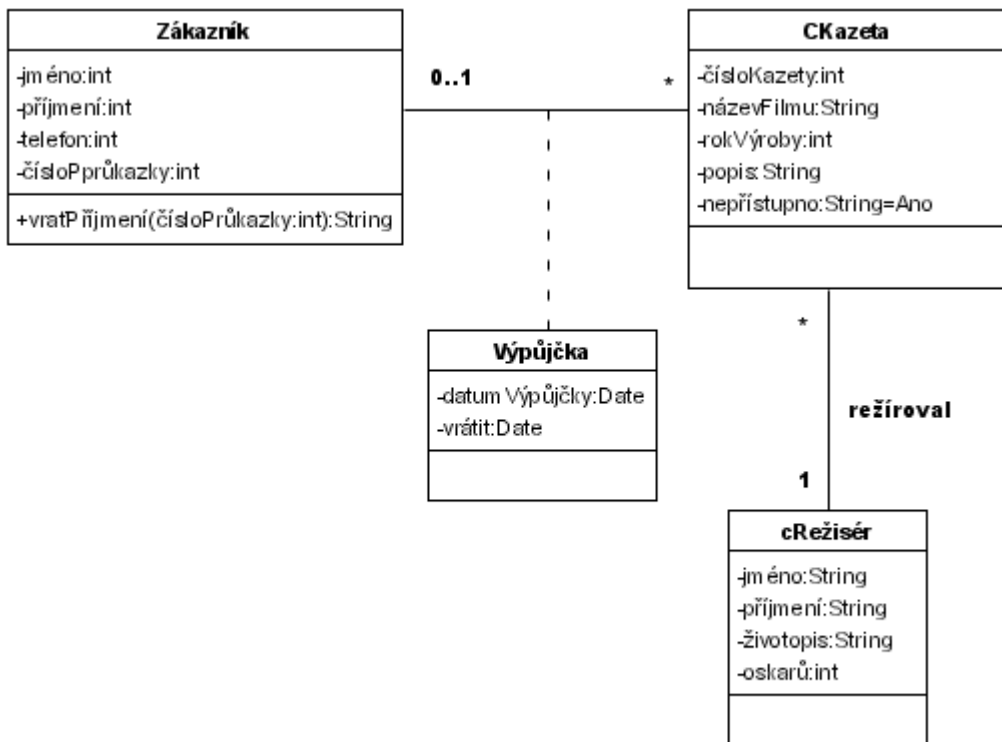 Zákazník
-jméno:int
-příjmení:int
-telefon:int
-čísloPprůkazky:int
+vratPříjmení(čísloPrůkazky:int):String
0..1
*
CKazeta
-čísloKazety:int
-názevFilmu:String
-rokVýroby:int
-popis:String
-nepřístupno:String=Ano
Výpůjčka
-datumVýpůjčky:Date
-vrátit:Date
*
režíroval
1
cRežisér
-jméno:String
-příjmení:String
-životopis:String
-oskarů:int